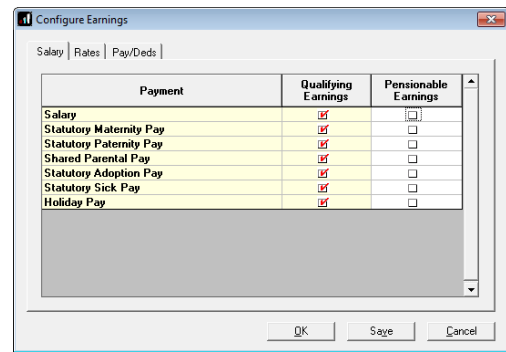 Configure Earnings
Salary Rates Pay/Deds
Payment Qualifying Earnings Pensionable Earnings
Salary
Statutory Maternity Pay
Statutory Paternity Pay
Shared Parental Pay
Statutory Adoption Pay
Statutory Sick Pay
Holiday Pay
OK Save Cancel